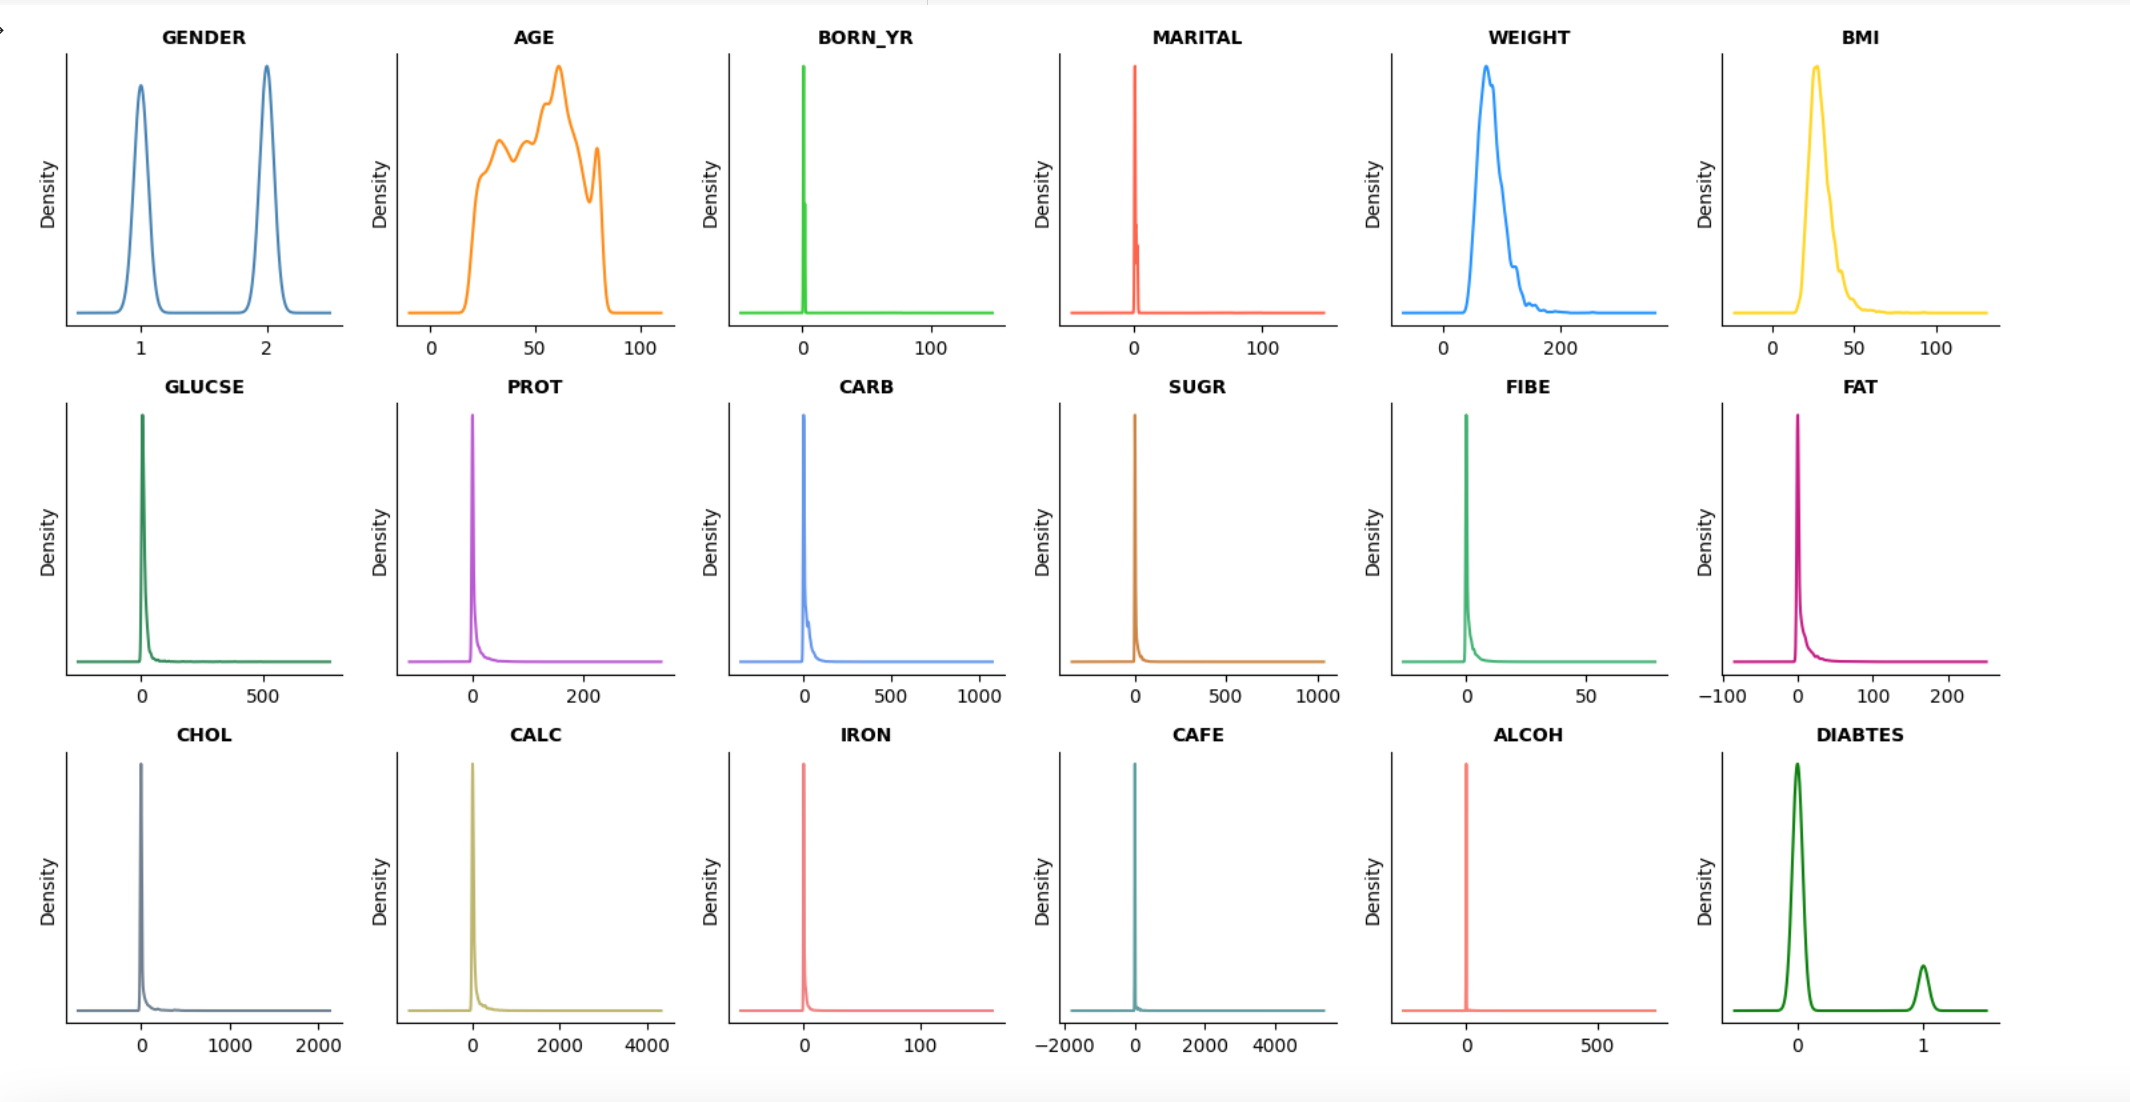 GENDER AGE BORN_YR MARITAL WEIGHT BMI
Density Density Density Density Density Density
1 2 0 50 100 0 100 0 100 0 200 0 50 100
GLUCSE PROT CARB SUGR FIBE FAT
Density Density Density Density Density Density
0 500 0 200 0 500 1000 0 500 1000 0 50 −100 0 100 200
CHOL CALC IRON CAFE ALCOH DIABTES
Density Density Density Density Density Density
0 1000 2000 0 2000 4000 0 100 −2000 0 2000 4000 0 500 0 1